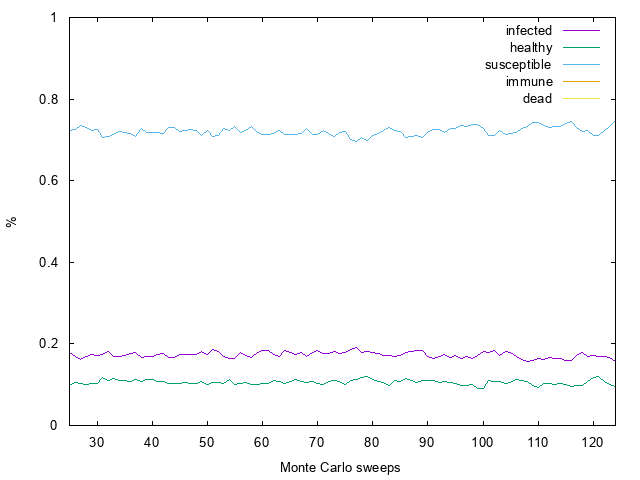 1
0.8
0.6
0.4
0.2
0
%
infected
healthy
susceptible
immune
dead
30 40 50 60 70 80 90 100 110 120
Monte Carlo sweeps